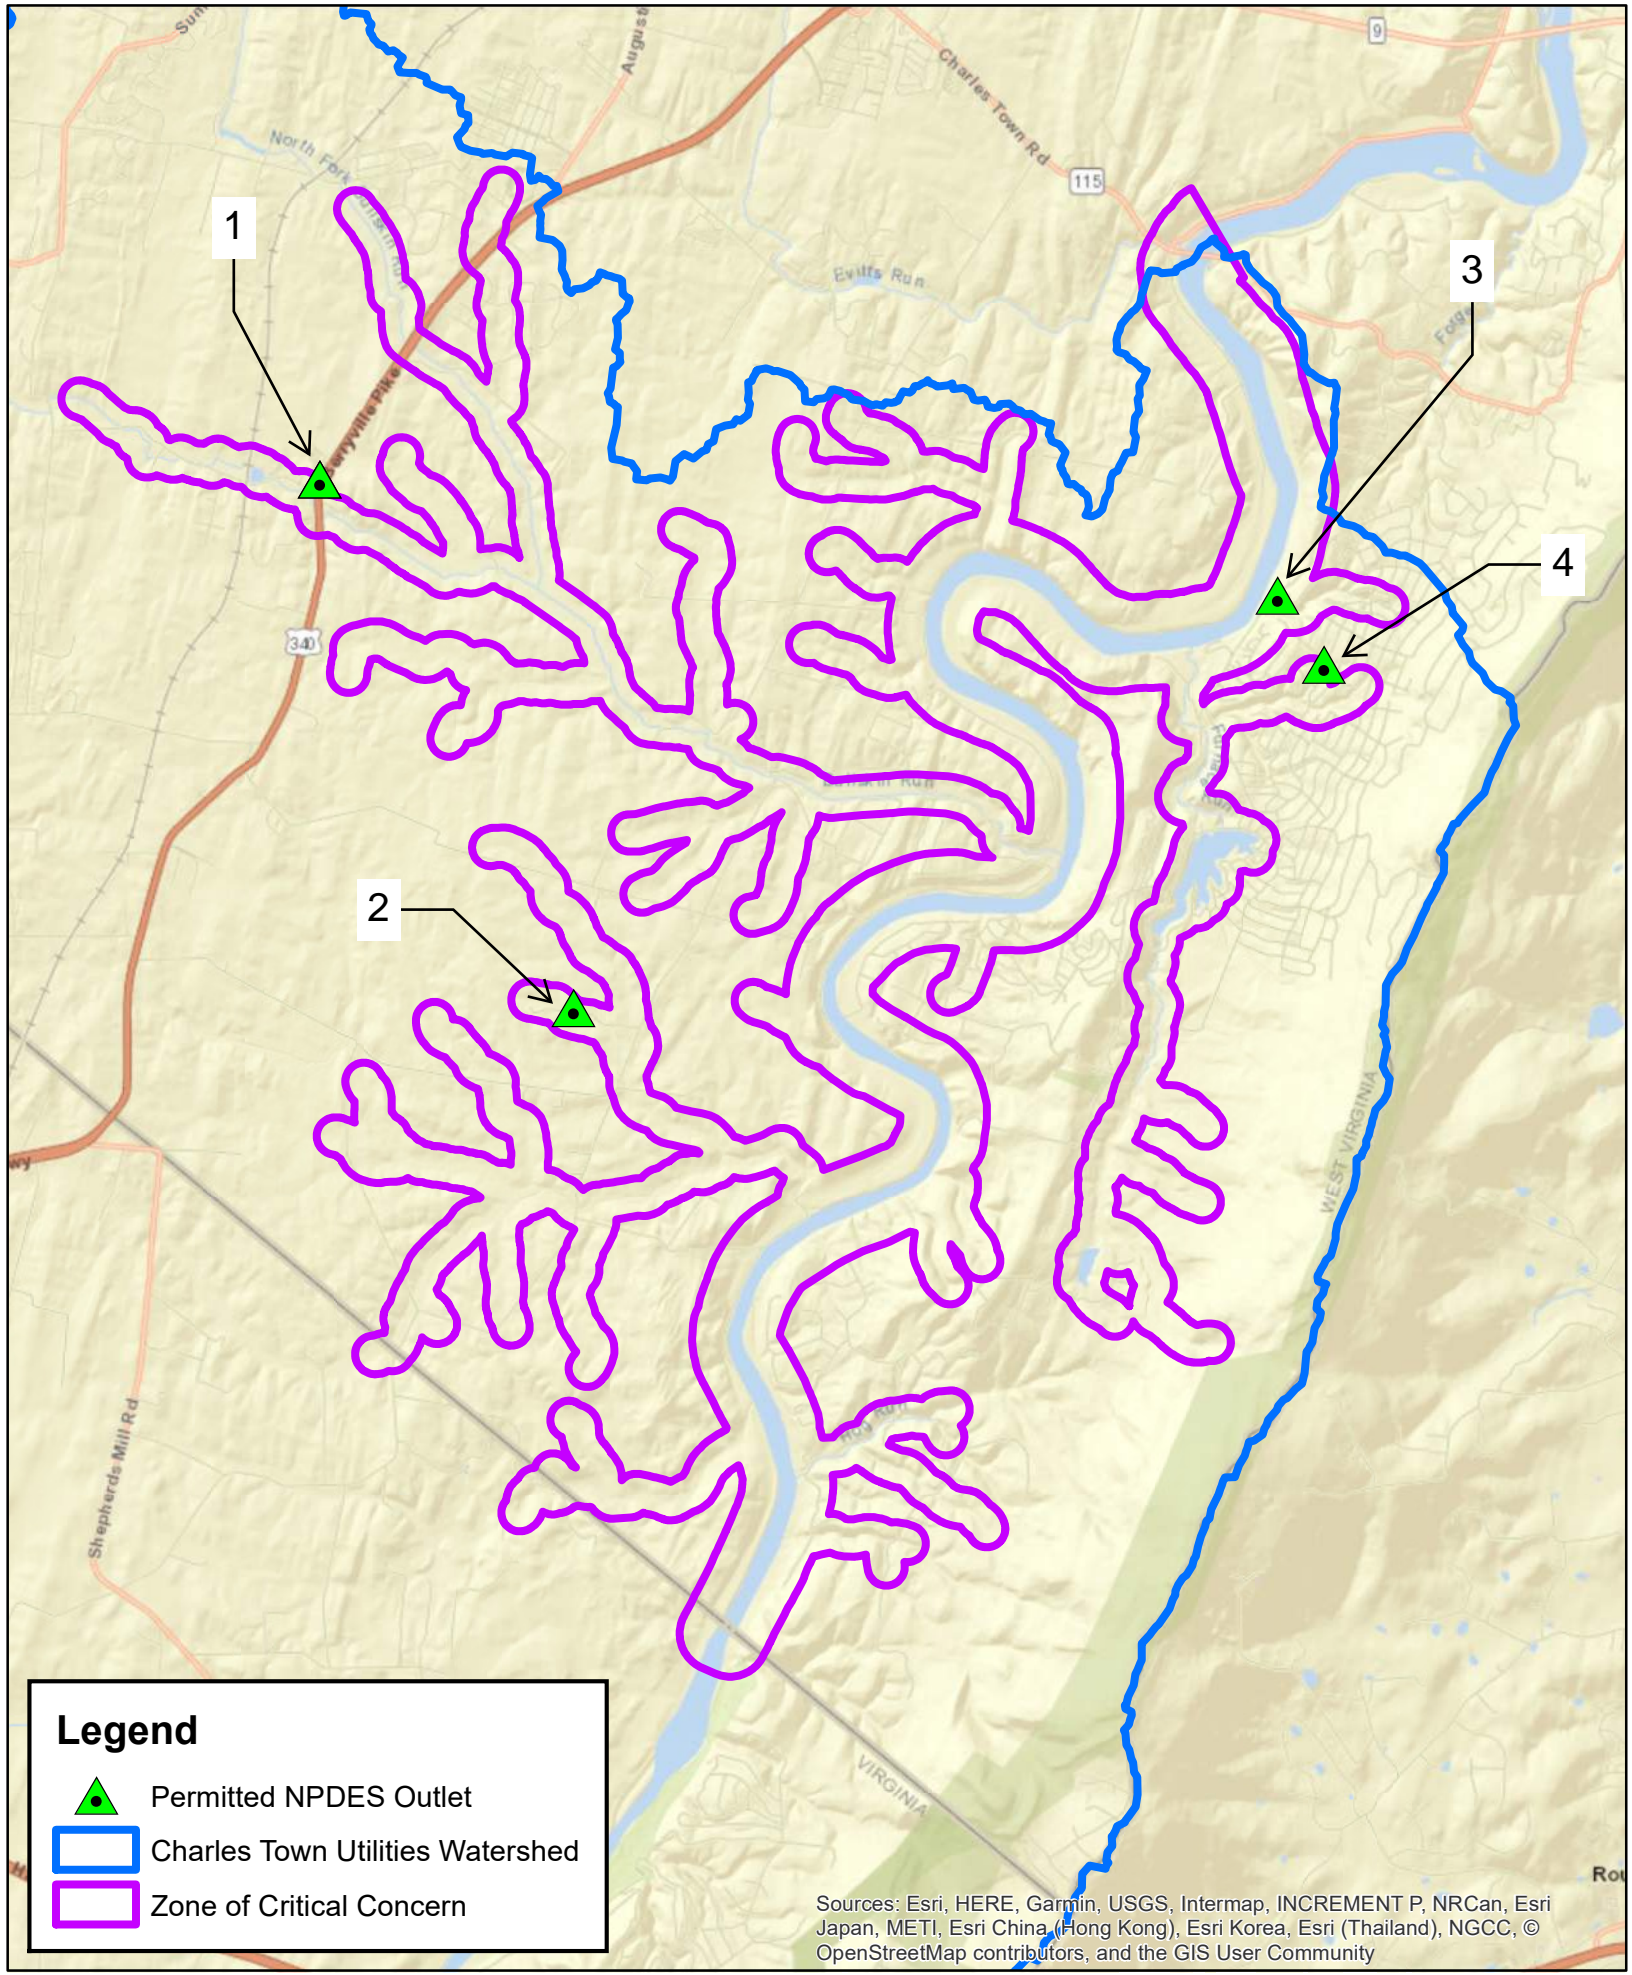 9
Charles Town Rd
North Fork
115
1
Evitts Run
3
4
340
2
WEST VIRGINIA
Shepherds Mill Rd
VIRGINIA
Legend
Permitted NPDES Outlet
Charles Town Utilities Watershed
Zone of Critical Concern
Sources: Esri, HERE, Garmin, USGS, Intermap, INCREMENT P, NRCan, Esri
Japan, METI, Esri China (Hong Kong), Esri Korea, Esri (Thailand), NGCC, ©
OpenStreetMap contributors, and the GIS User Community